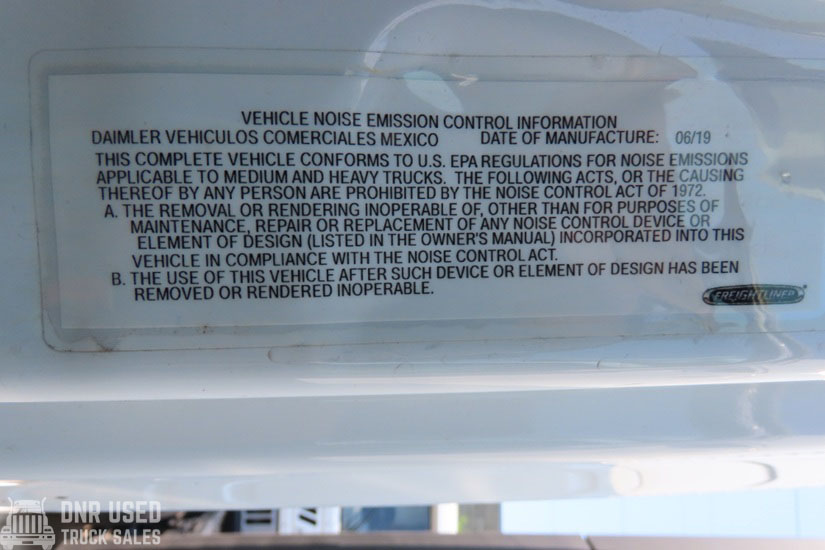 VEHICLE NOISE EMISSION CONTROL INFORMATION
DAIMLER VEHICULOS COMERCIALES MEXICO DATE OF MANUFACTURE: 06/19
THIS COMPLETE VEHICLE CONFORMS TO U.S. EPA REGULATIONS FOR NOISE EMISSIONS
APPLICABLE TO MEDIUM AND HEAVY TRUCKS. THE FOLLOWING ACTS, OR THE CAUSING
THEREOF BY ANY PERSON ARE PROHIBITED BY THE NOISE CONTROL ACT OF 1972.
A. THE REMOVAL OR RENDERING INOPERABLE OF, OTHER THAN FOR PURPOSES OF
MAINTENANCE, REPAIR OR REPLACEMENT OF ANY NOISE CONTROL DEVICE OR
ELEMENT OF DESIGN (LISTED IN THE OWNER'S MANUAL) INCORPORATED INTO THIS
VEHICLE IN COMPLIANCE WITH THE NOISE CONTROL ACT.
B. THE USE OF THIS VEHICLE AFTER SUCH DEVICE OR ELEMENT OF DESIGN HAS BEEN
REMOVED OR RENDERED INOPERABLE.
FREIGHTLINER
DNR USED
TRUCK SALES